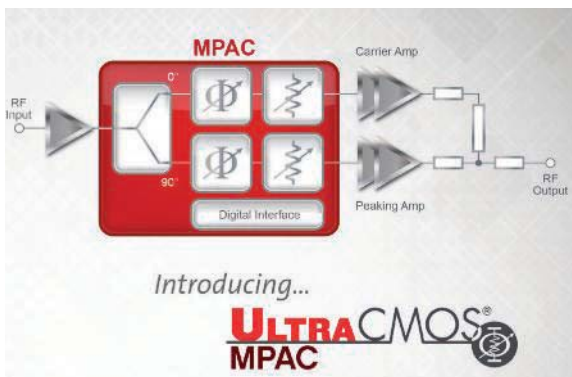 MPAC
Carrier Amp
0°
RF
Input
90°
Digital Interface
Peaking Amp
RF
Output
Introducing...
ULTRACMOS®
MPAC